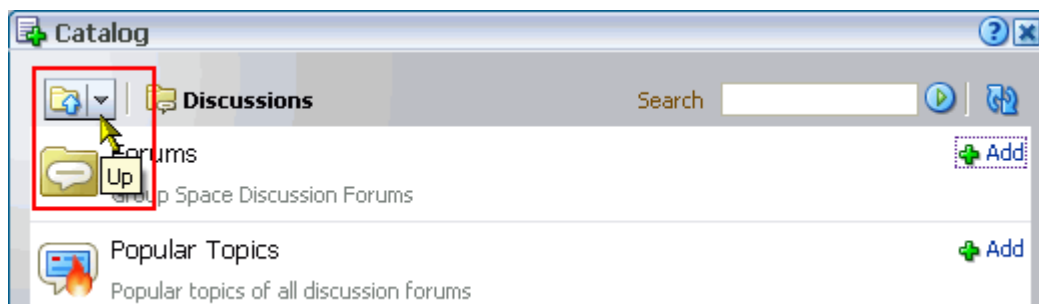 Catalog
Discussions Search
Forums Add
Up
Group Space Discussion Forums
Popular Topics Add
Popular topics of all discussion forums